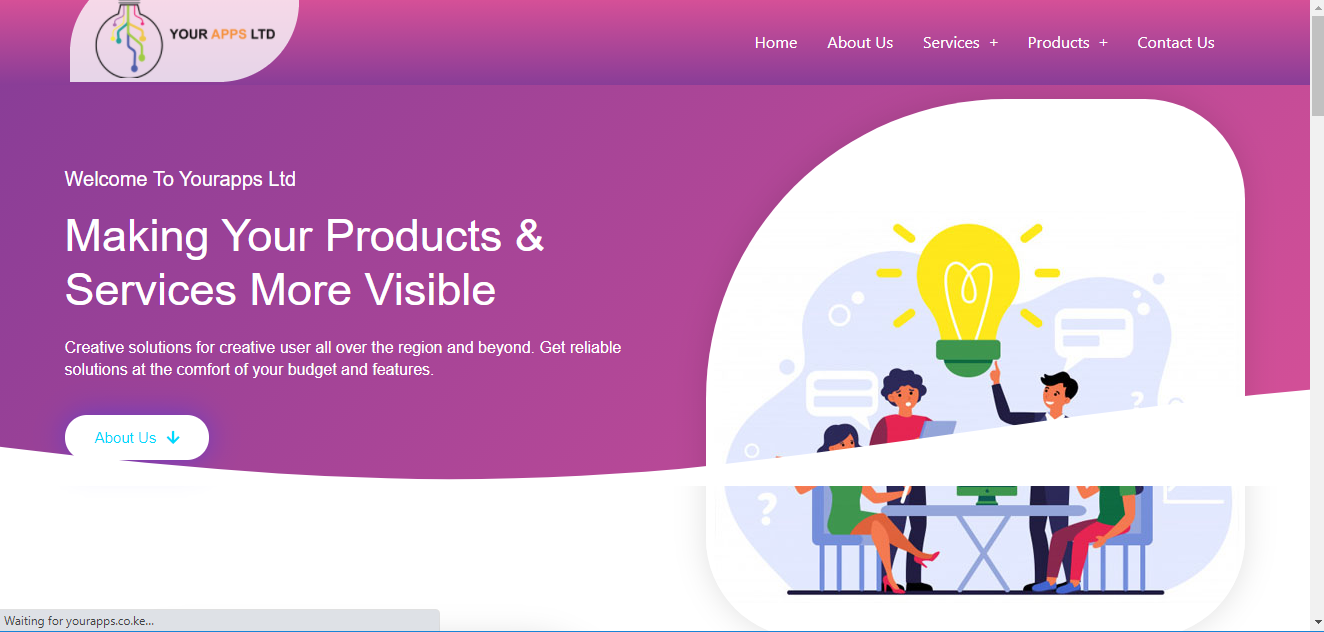 YOUR APPS LTD
Home About Us Services + Products + Contact Us
Welcome To Yourapps Ltd
Making Your Products &
Services More Visible
Creative solutions for creative user all over the region and beyond. Get reliable
solutions at the comfort of your budget and features.
About Us
?
?
Waiting for yourapps.co.ke...